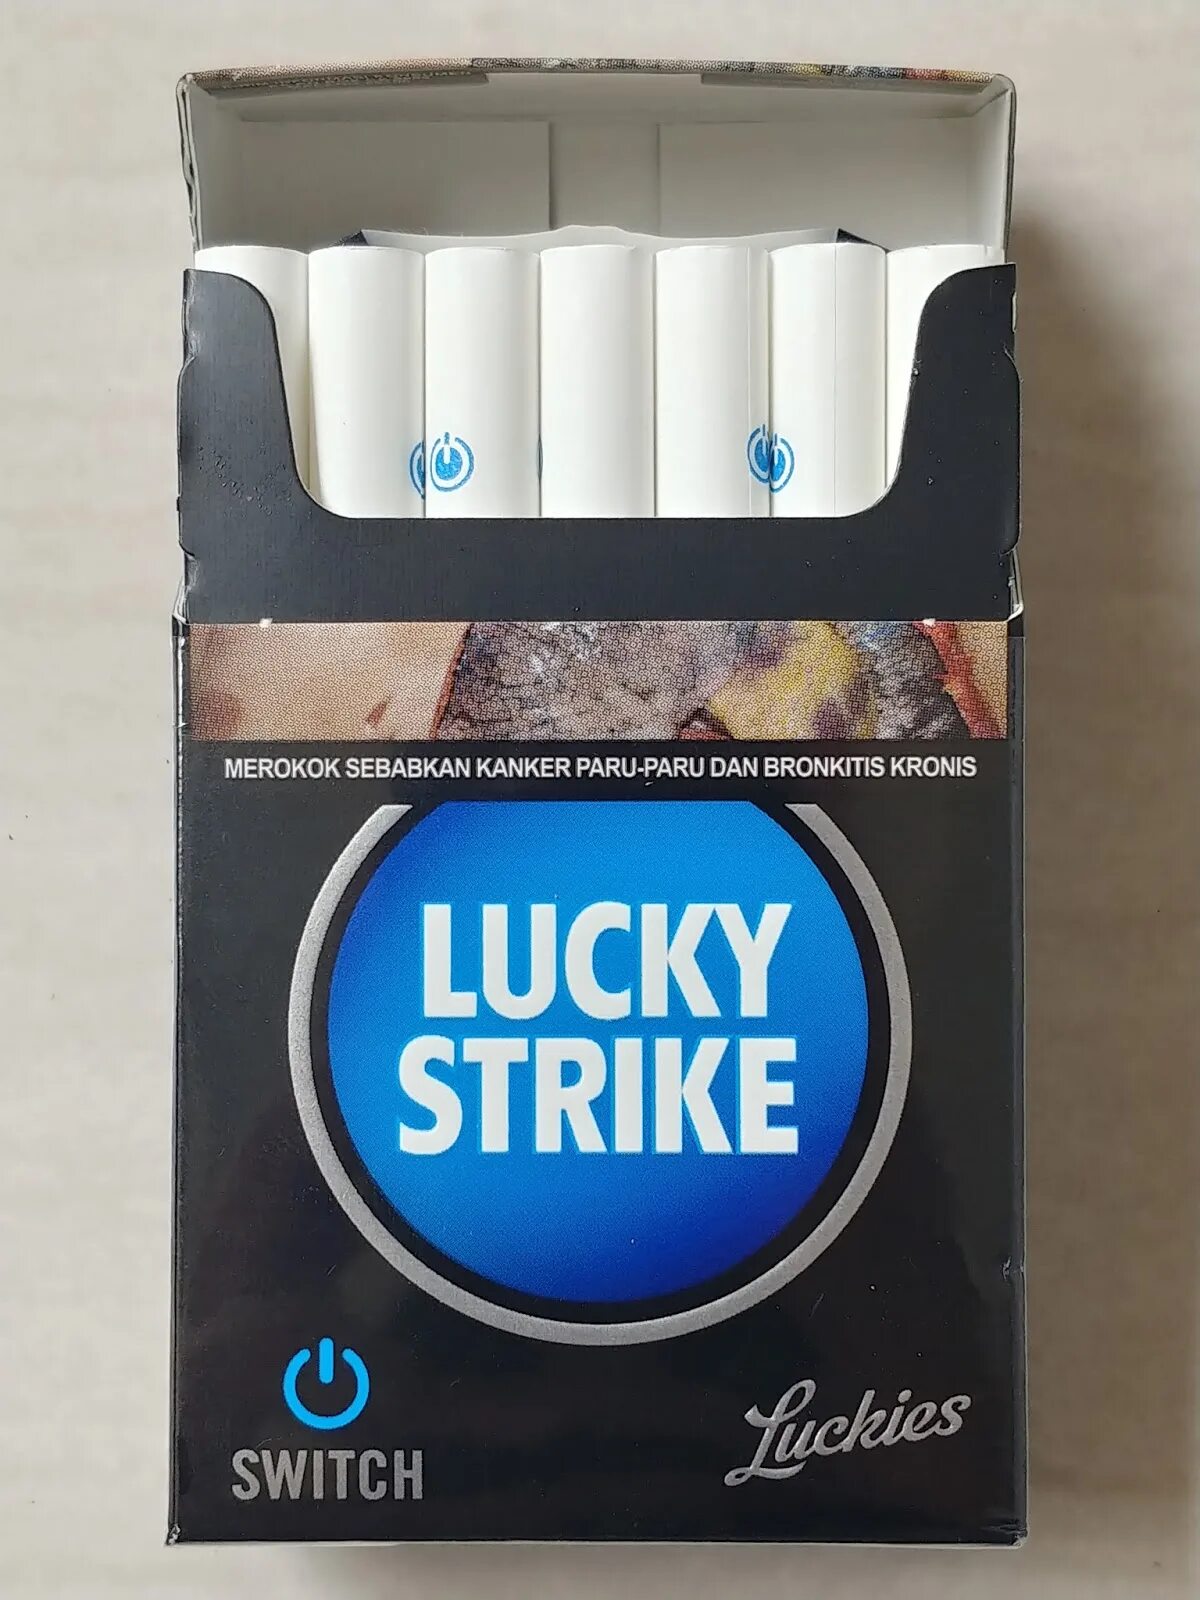 MEROKOK SEBABKAN KANKER PARU-PARU DAN BRONKITIS KRONIS
LUCKY
STRIKE
SWITCH
Luckies